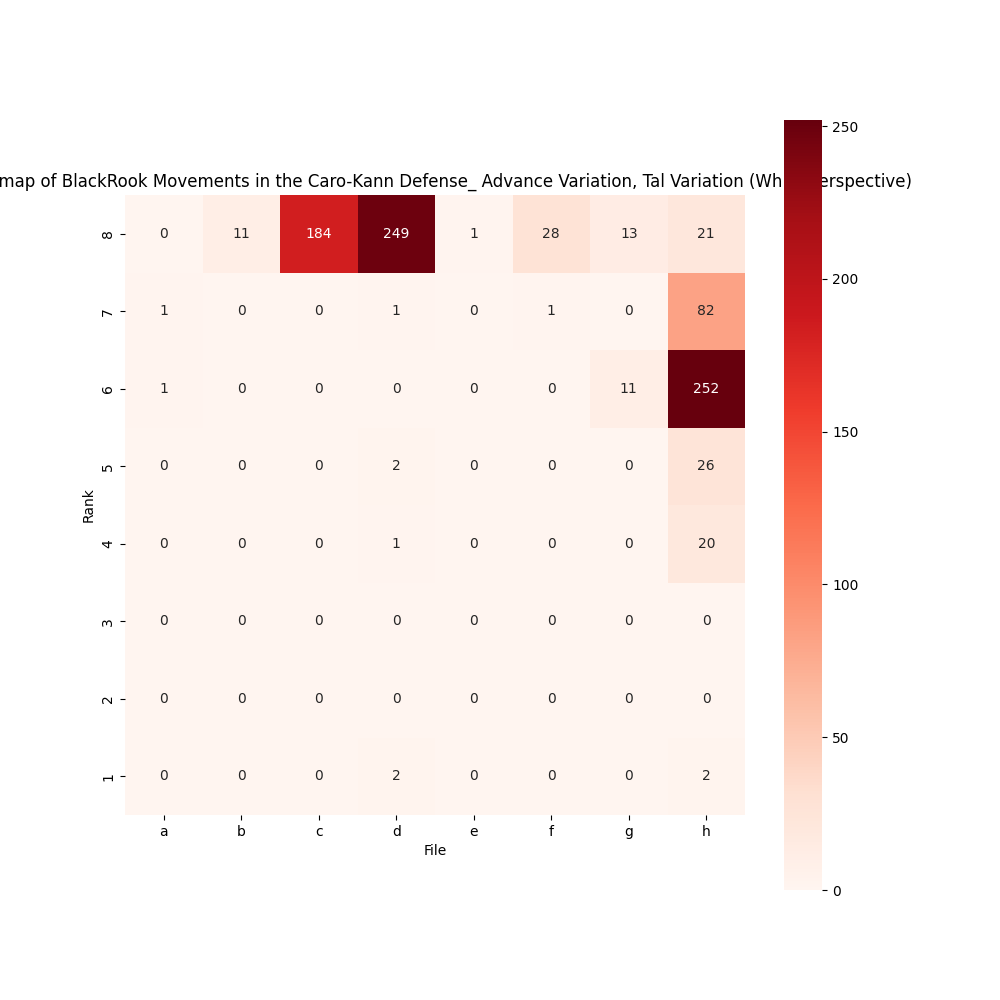 250
map of BlackRook Movements in the Caro-Kann Defense_ Advance Variation, Tal Variation (Wh erspective)
8 0 11 184 249 1 28 13 21
200
7 1 0 0 1 0 1 0 82
6 1 0 0 0 0 0 11 252
150
5 0 0 0 2 0 0 0 26
Rank
4 0 0 0 1 0 0 0 20
100
3 0 0 0 0 0 0 0 0
2 0 0 0 0 0 0 0 0
50
1 0 0 0 2 0 0 0 2
a b c d e f g h
File
0